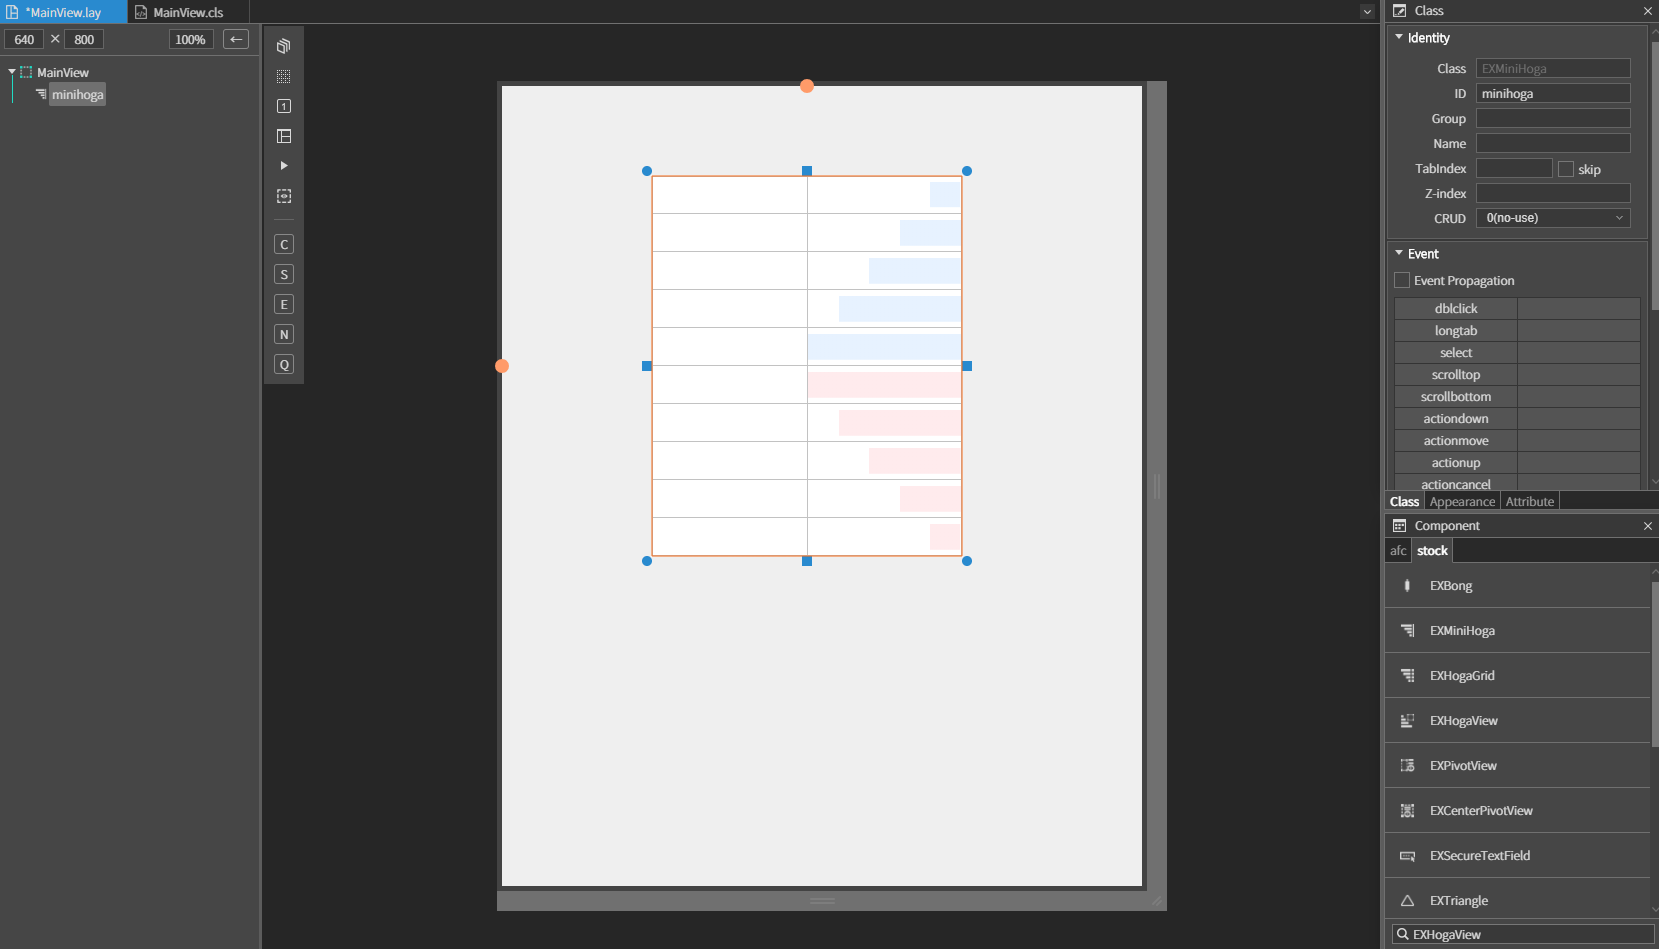 *MainView.lay
MainView.cls
640 × 800 100% ←
MainView
minihoga
1
C
S
E
N
Q
Class
Identity
Class EXMiniHoga
ID minihoga
Group
Name
TabIndex skip
Z-index
CRUD 0(no-use)
Event
Event Propagation
dblclick
longtab
select
scrolltop
scrollbottom
actiondown
actionmove
actionup
actioncancel
Class Appearance Attribute
Component
afc stock
EXBong
EXMiniHoga
EXHogaGrid
EXHogaView
EXPivotView
EXCenterPivotView
EXSecureTextField
EXTriangle
EXHogaView